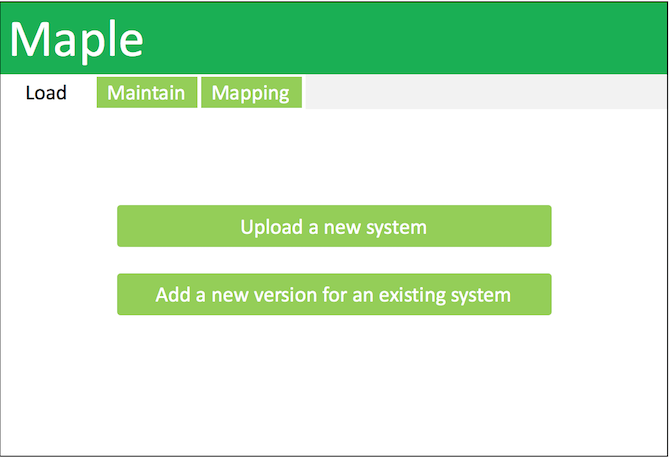 Maple
Load Maintain Mapping
Upload a new system
Add a new version for an existing system